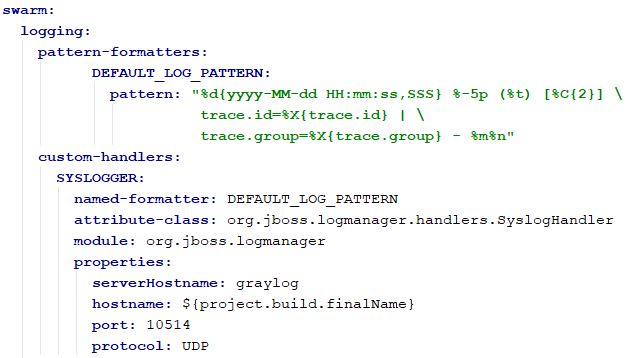 swarm:
logging:
pattern-formatters:
DEFAULT_LOG_PATTERN:
pattern: "%d{yyyy-MM-dd HH:mm:ss,SSS} %-5p (%t) [%C{2}] \
trace.id=%X{trace.id} | \
trace.group=%X{trace.group} - %m%n"
custom-handlers:
SYSLOGGER:
named-formatter: DEFAULT_LOG_PATTERN
attribute-class: org.jboss.logmanager.handlers.SyslogHandler
module: org.jboss.logmanager
properties:
serverHostname: graylog
hostname: ${project.build.finalName}
port: 10514
protocol: UDP